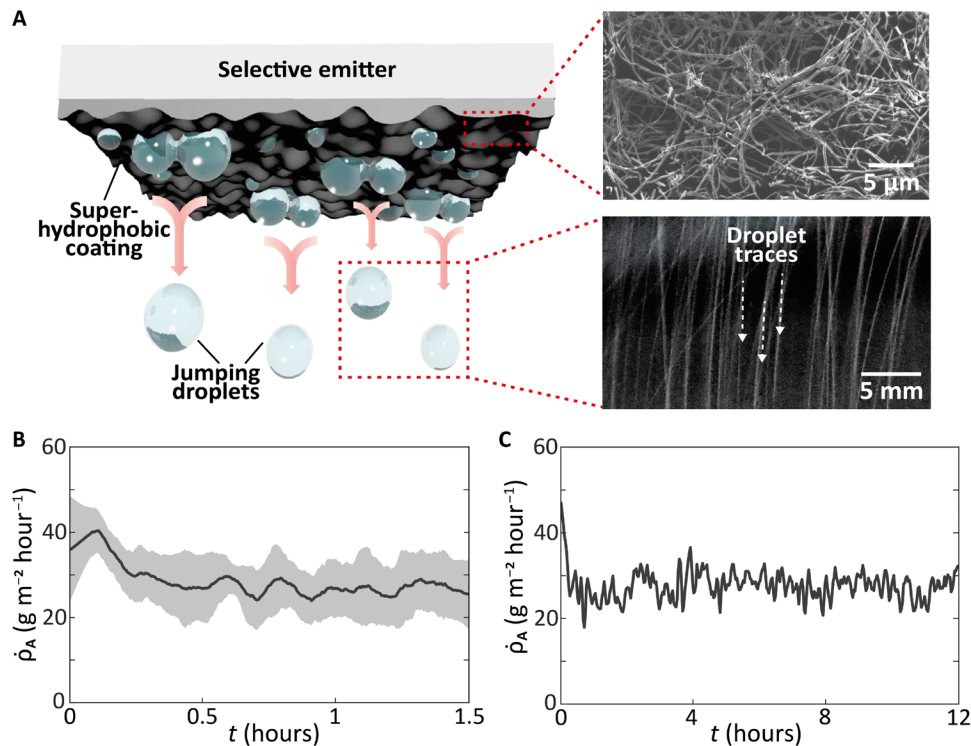 A
Selective emitter
Super-
hydrophobic
coating
Jumping
droplets
5 µm
Droplet
traces
5 mm
B
60
40
20
0
ρ̇A (g m⁻² hour⁻¹)
0
0.5
1
1.5
t (hours)
C
60
40
20
0
ρ̇A (g m⁻² hour⁻¹)
0
4
8
12
t (hours)